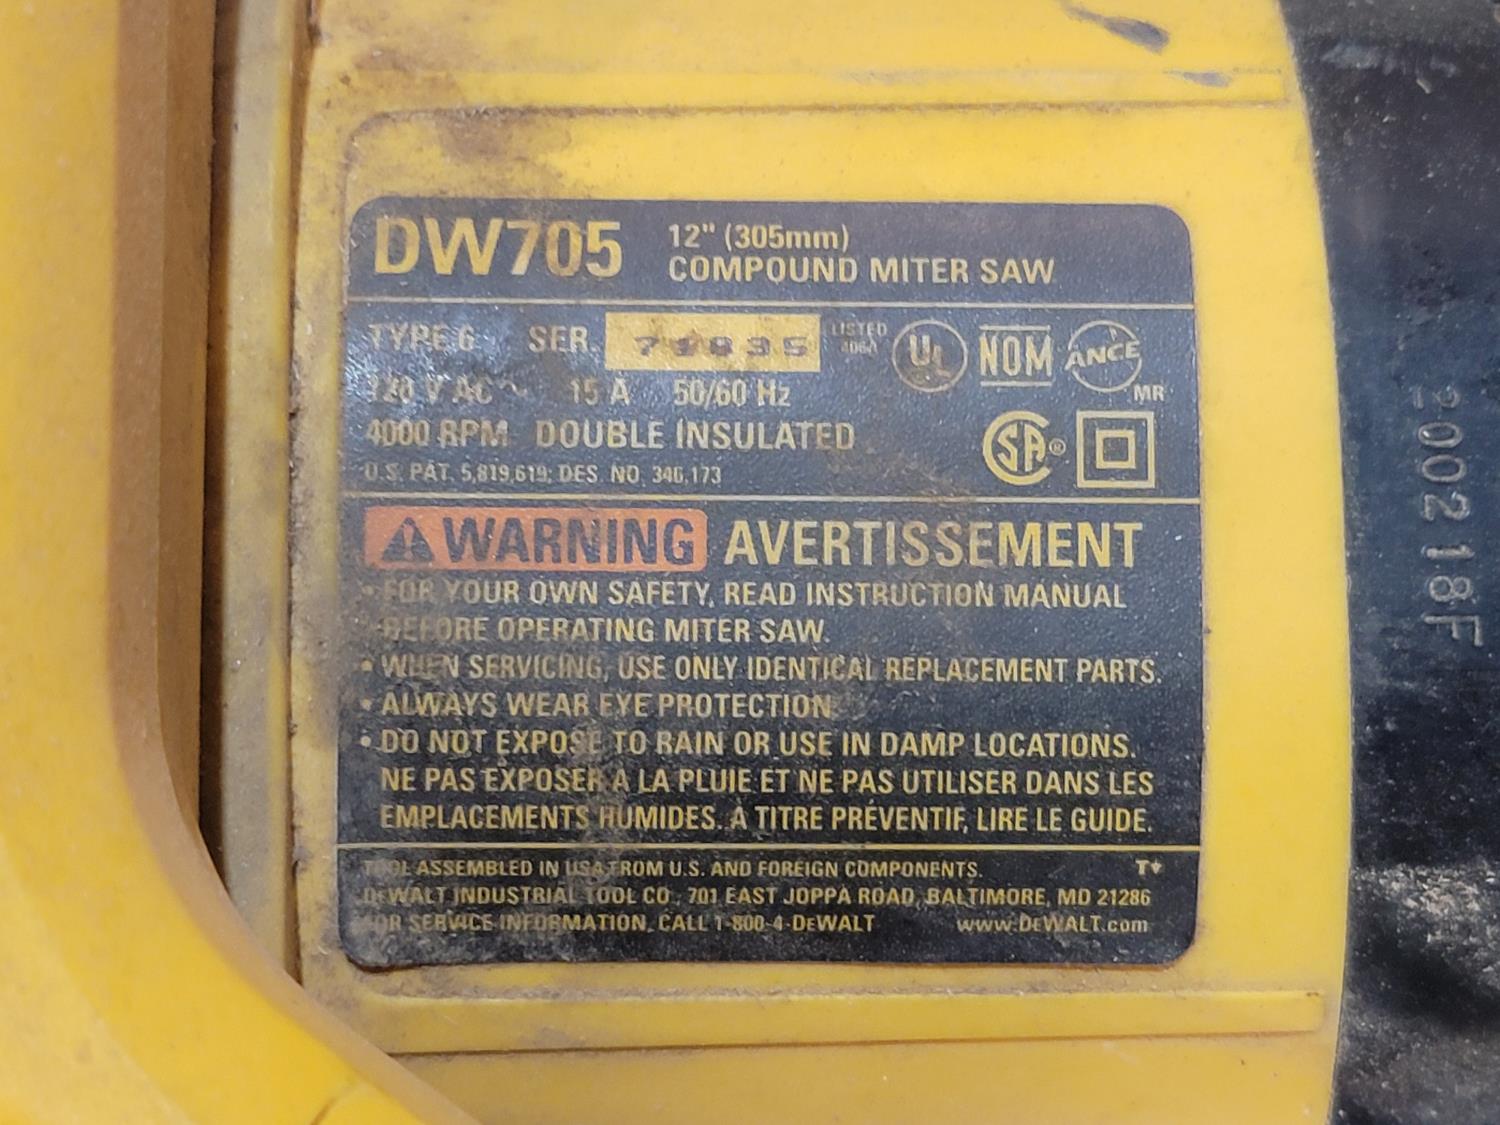 DW705
12" (305mm)
COMPOUND MITER SAW
TYPE 6 SER.
LISTED
UL NOM ANCE
MR
120 V AC~ 15 A 50/60 Hz
4000 RPM DOUBLE INSULATED
SA®
U.S. PAT. 5,819,619; DES. NO. 346,173
WARNING AVERTISSEMENT
• FOR YOUR OWN SAFETY, READ INSTRUCTION MANUAL
BEFORE OPERATING MITER SAW.
• WHEN SERVICING, USE ONLY IDENTICAL REPLACEMENT PARTS.
• ALWAYS WEAR EYE PROTECTION.
• DO NOT EXPOSE TO RAIN OR USE IN DAMP LOCATIONS.
NE PAS EXPOSER A LA PLUIE ET NE PAS UTILISER DANS LES
EMPLACEMENTS HUMIDES. A TITRE PRÉVENTIF, LIRE LE GUIDE.
TOOL ASSEMBLED IN USA FROM U.S. AND FOREIGN COMPONENTS.
DEWALT INDUSTRIAL TOOL CO., 701 EAST JOPPA ROAD, BALTIMORE, MD 21286
FOR SERVICE INFORMATION, CALL 1-800-4-DEWALT www.DEWALT.com
200218F